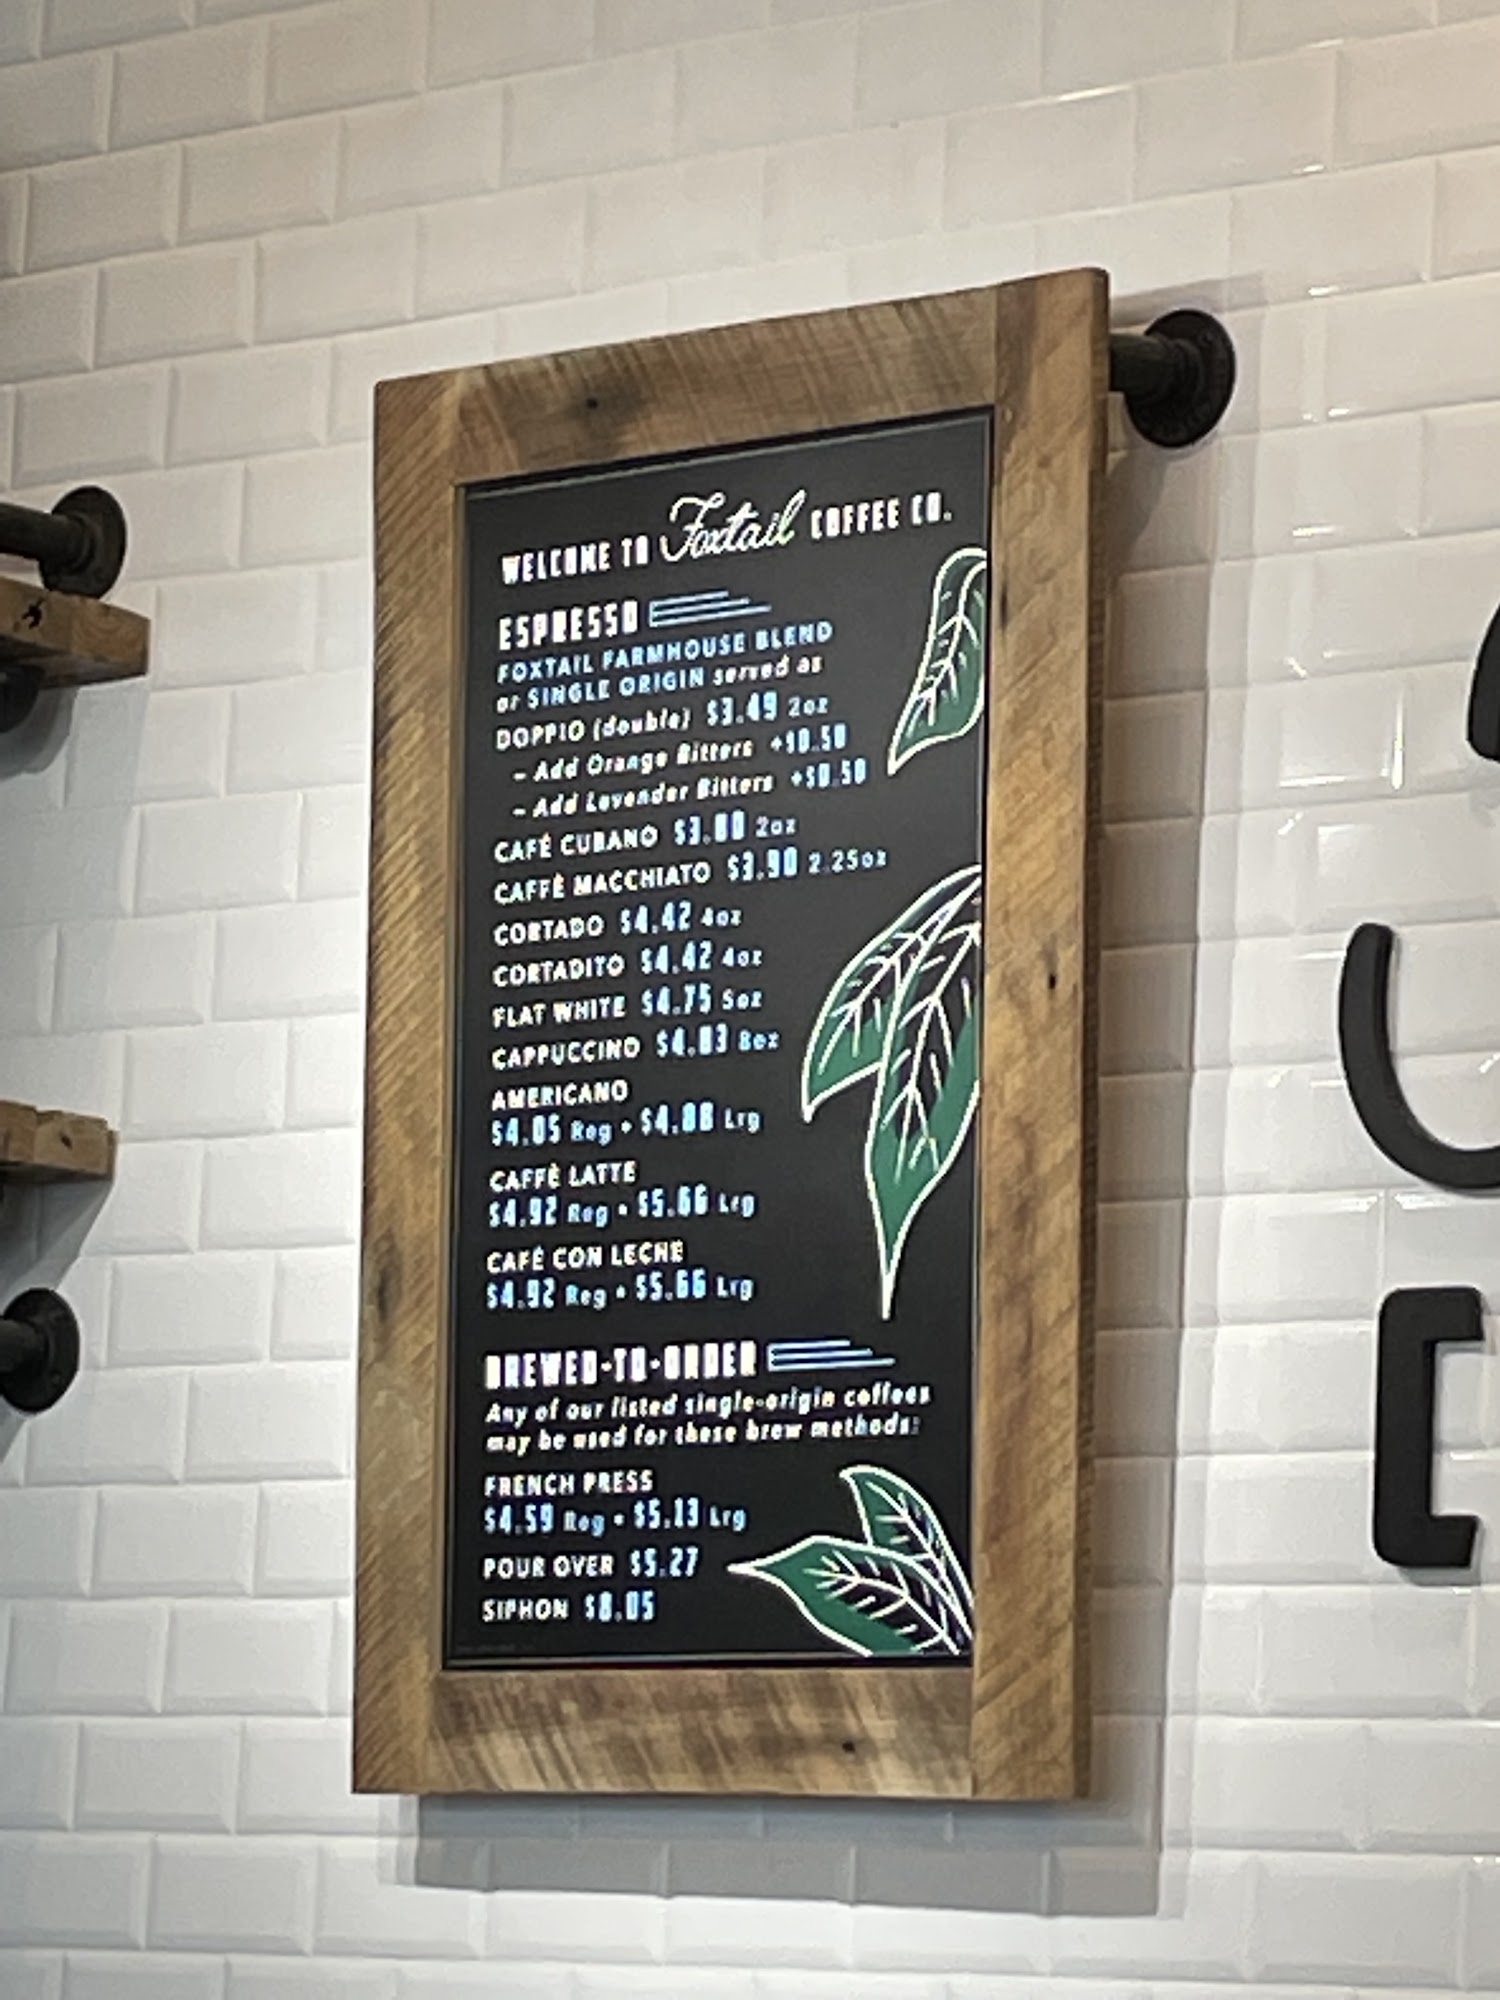 WELCOME TO Foxtail COFFEE CO.
ESPRESSO
FOXTAIL FARMHOUSE BLEND
or SINGLE ORIGIN served as
DOPPIO (double) $3.49 2oz
~ Add Orange Bitters +$0.50
~ Add Lavender Bitters +$0.50
CAFÉ CUBANO 2oz
CAFFÈ MACCHIATO $3.90 2.25oz
CORTADO $4.42 4oz
CORTADITO $4.42 4oz
FLAT WHITE $4.75 5oz
CAPPUCCINO $4.83 8oz
AMERICANO
$4.05 Reg • Lrg
CAFFÈ LATTE
$4.92 Reg • $5.66 Lrg
CAFÉ CON LECHE
$4.92 Reg • $5.66 Lrg
BREWED-TO-ORDER
Any of our listed single-origin coffees
may be used for these brew methods:
FRENCH PRESS
$4.59 Reg • $5.13 Lrg
POUR OVER $5.27
SIPHON $8.05